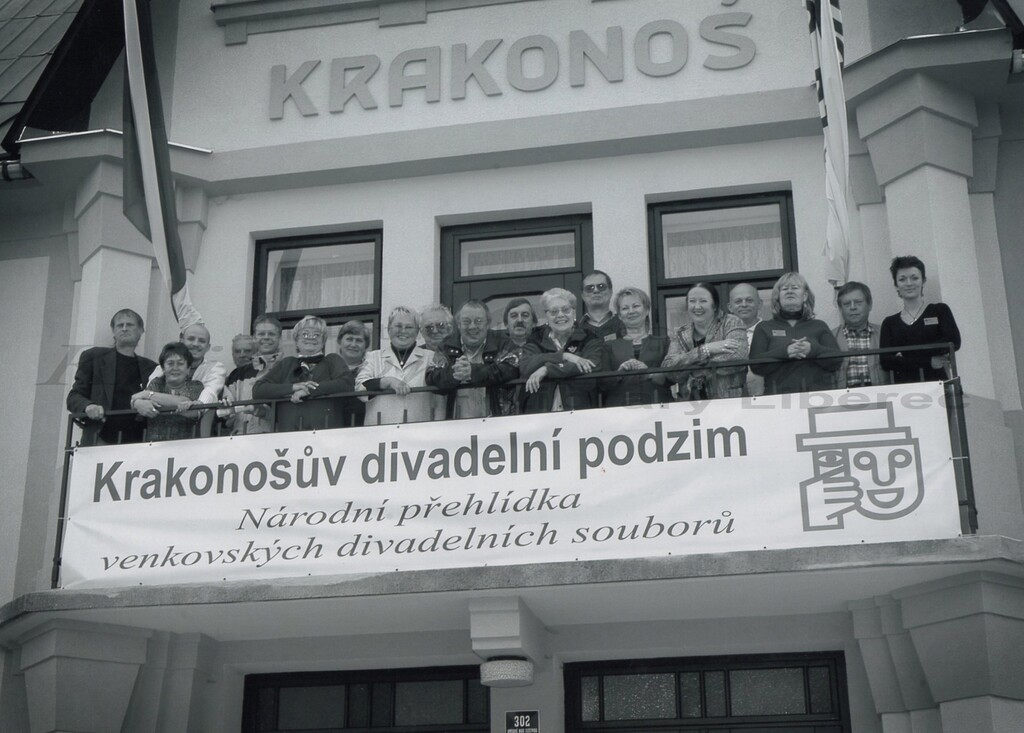 KRAKONOŠ
Krakonošův divadelní podzim
Národní přehlídka
venkovských divadelních souborů
302